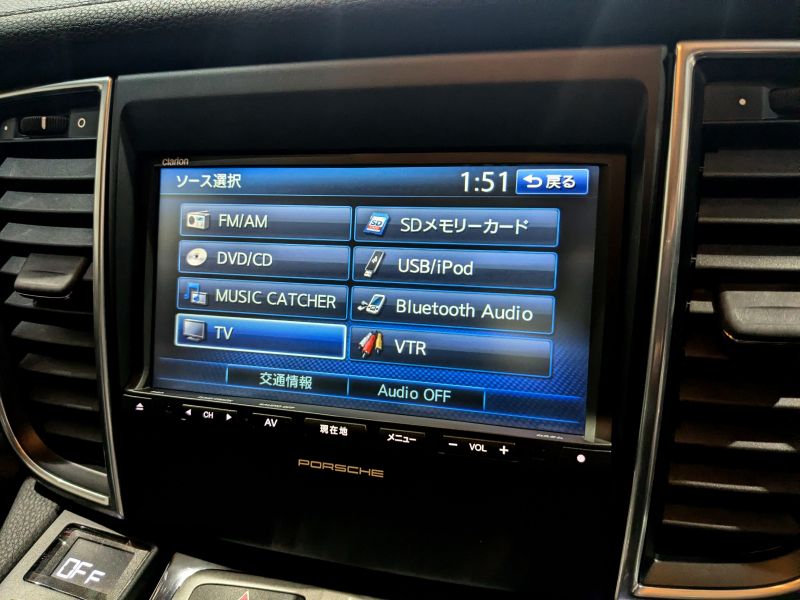 clarion
ソース選択 1:51 戻る
FM/AM SDメモリーカード
DVD/CD USB/iPod
MUSIC CATCHER Bluetooth Audio
TV VTR
交通情報 Audio OFF
CH AV 現在地 メニュー − VOL +
PORSCHE
OFF